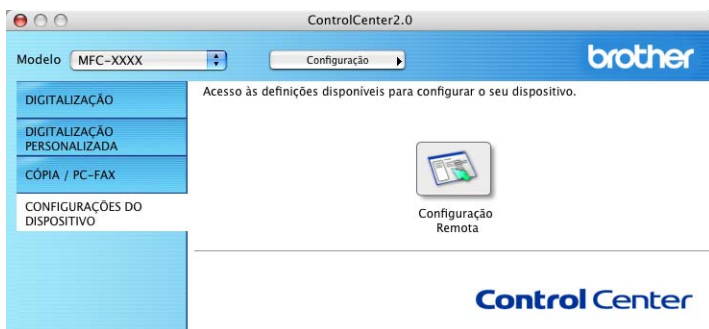 ControlCenter2.0
Modelo MFC-XXXX Configuração brother
DIGITALIZAÇÃO
DIGITALIZAÇÃO
PERSONALIZADA
CÓPIA / PC-FAX
CONFIGURAÇÕES DO
DISPOSITIVO
Acesso às definições disponíveis para configurar o seu dispositivo.
Configuração
Remota
Control Center